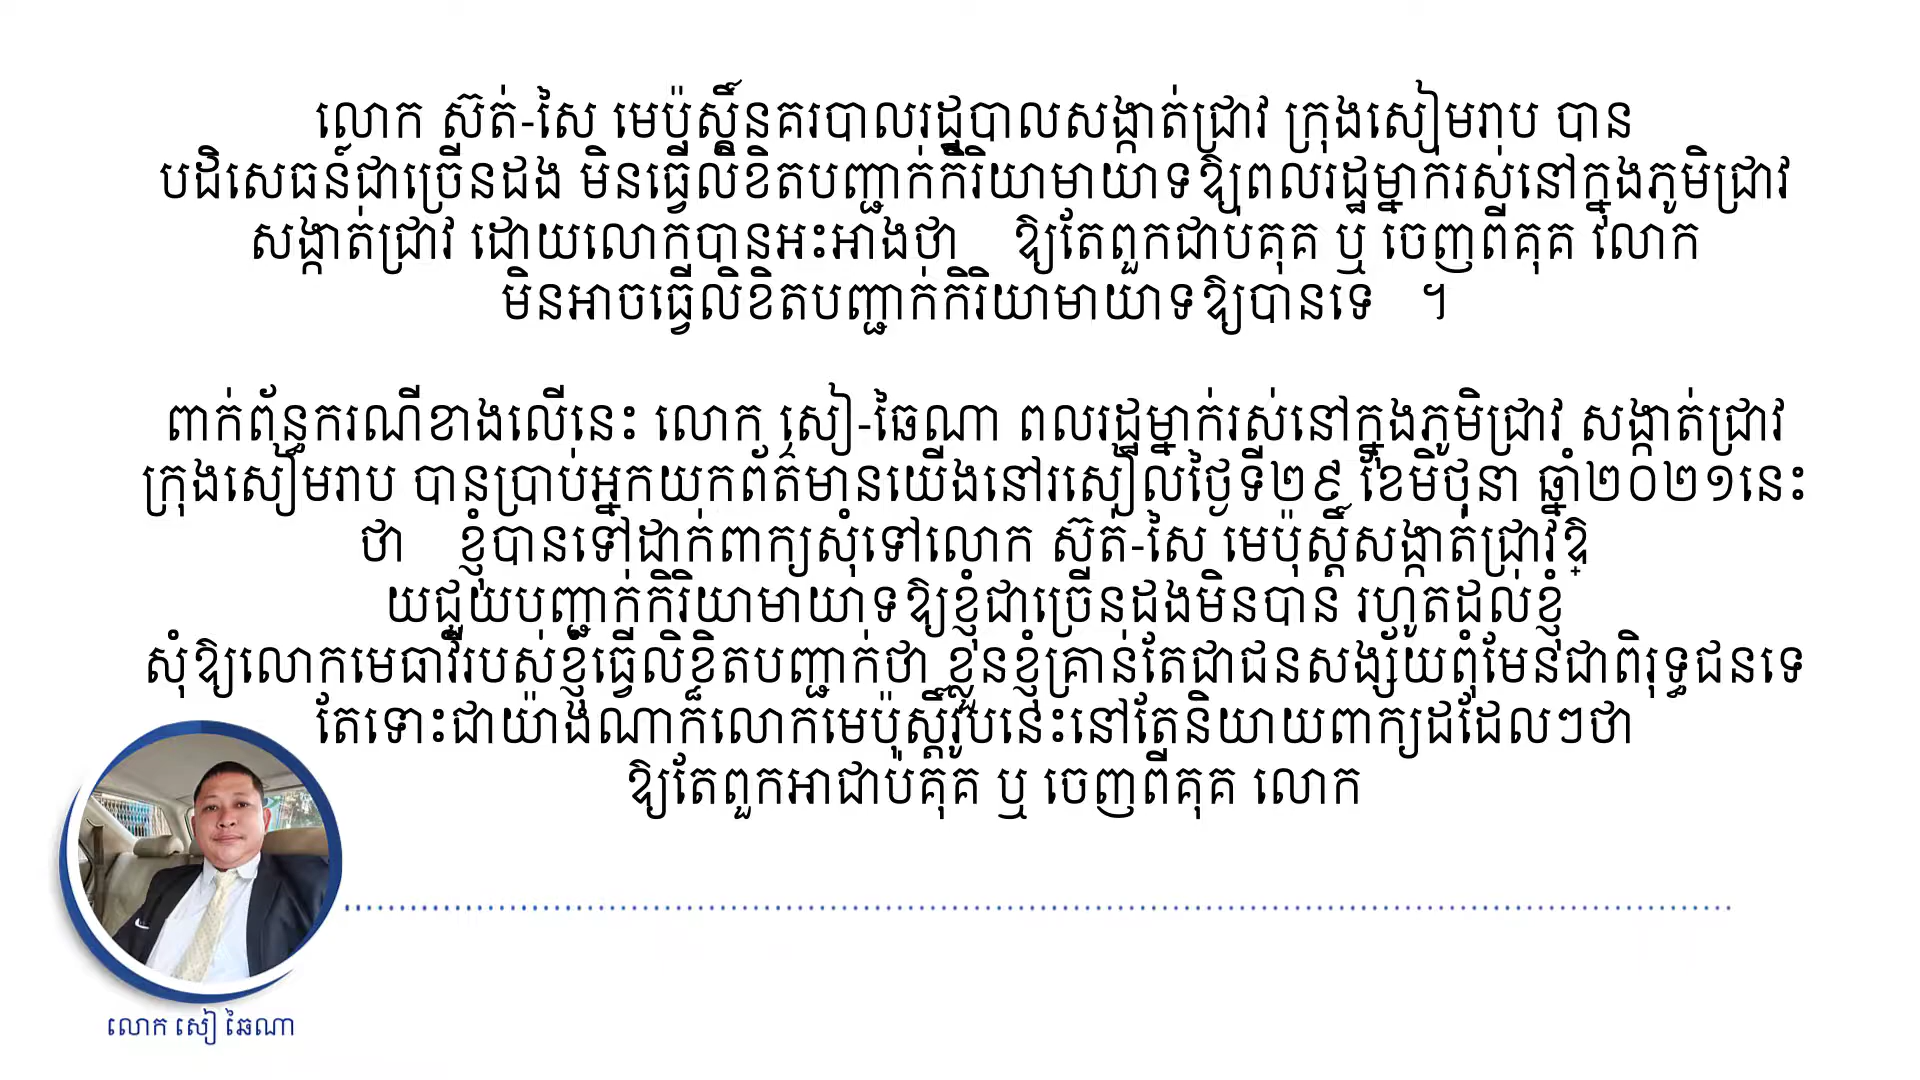 លោក ស៊ត់-សៃ មេប៉ុស្តិ៍នគរបាលរដ្ឋបាលសង្កាត់ជ្រាវ ក្រុងសៀមរាប បាន
បដិសេធន៍ជាច្រើនដង មិនធ្វើលិខិតបញ្ជាក់កិរិយាមាយាទឱ្យពលរដ្ឋម្នាក់រស់នៅក្នុងភូមិជ្រាវ
សង្កាត់ជ្រាវ ដោយលោកបានអះអាងថា ឱ្យតែពួកជាប់គុគ ឬ ចេញពីគុគ លោក
មិនអាចធ្វើលិខិតបញ្ជាក់កិរិយាមាយាទឱ្យបានទេ ។
ពាក់ព័ន្ធករណីខាងលើនេះ លោក សៀ-ឆៃណា ពលរដ្ឋម្នាក់រស់នៅក្នុងភូមិជ្រាវ សង្កាត់ជ្រាវ
ក្រុងសៀមរាប បានប្រាប់អ្នកយកព័ត៌មានយើងនៅរសៀលថ្ងៃទី២៩ ខែមិថុនា ឆ្នាំ២០២១នេះ
ថា ខ្ញុំបានទៅដាក់ពាក្យសុំទៅលោក ស៊ត់-សៃ មេប៉ុស្តិ៍សង្កាត់ជ្រាវឱ្
យជួយបញ្ជាក់កិរិយាមាយាទឱ្យខ្ញុំជាច្រើនដងមិនបាន រហូតដល់ខ្ញុំ
សុំឱ្យលោកមេធាវីរបស់ខ្ញុំធ្វើលិខិតបញ្ជាក់ថា ខ្លួនខ្ញុំគ្រាន់តែជាជនសង្ស័យពុំមែនជាពិរុទ្ធជនទេ
តែទោះជាយ៉ាងណាក៏លោកមេប៉ុស្តិ៍រូបនេះនៅតែនិយាយពាក្យដដែលៗថា
ឱ្យតែពួកអាជាប់គុគ ឬ ចេញពីគុគ លោក
លោក សៀ ឆៃណា